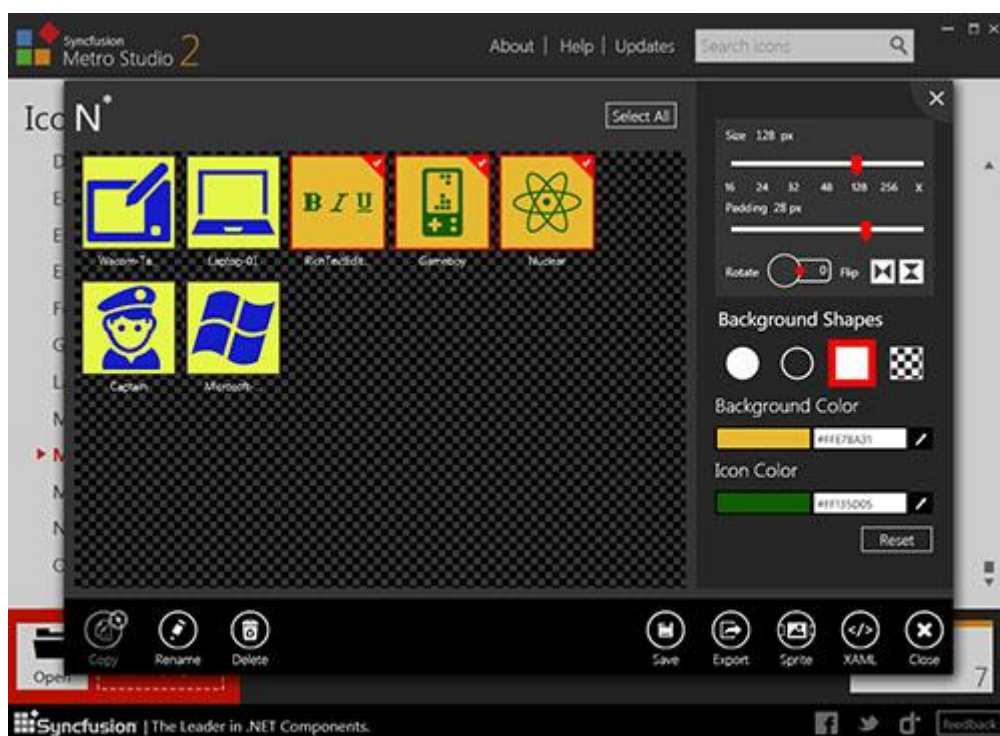 Syncfusion
Metro Studio 2
About | Help | Updates
Search icons
Ico
N*
Select All
Size 128 px
16 24 32 48 128 256 X
Padding 28 px
Rotate 0 Flip
B I U
Wacom-Ta...
Laptop-01
RichTextEdit...
Gameboy
Nuclear
Captain
Microsoft-...
Background Shapes
Background Color
#FFE7BA31
Icon Color
#FF135D05
Reset
Copy
Rename
Delete
Save
Export
Sprite
XAML
Close
Open
7
Syncfusion | The Leader in .NET Components.
Feedback